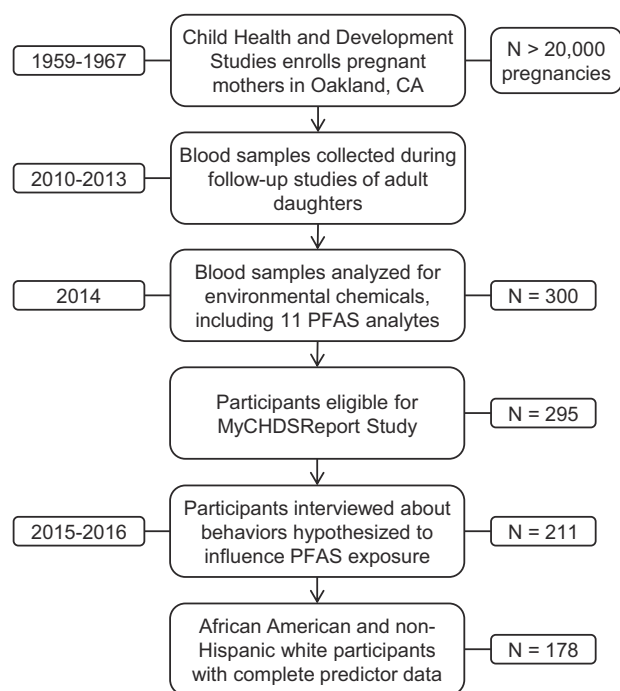 1959-1967
Child Health and Development
Studies enrolls pregnant
mothers in Oakland, CA
N > 20,000
pregnancies
2010-2013
Blood samples collected during
follow-up studies of adult
daughters
2014
Blood samples analyzed for
environmental chemicals,
including 11 PFAS analytes
N = 300
Participants eligible for
MyCHDSReport Study
N = 295
2015-2016
Participants interviewed about
behaviors hypothesized to
influence PFAS exposure
N = 211
African American and non-
Hispanic white participants
with complete predictor data
N = 178